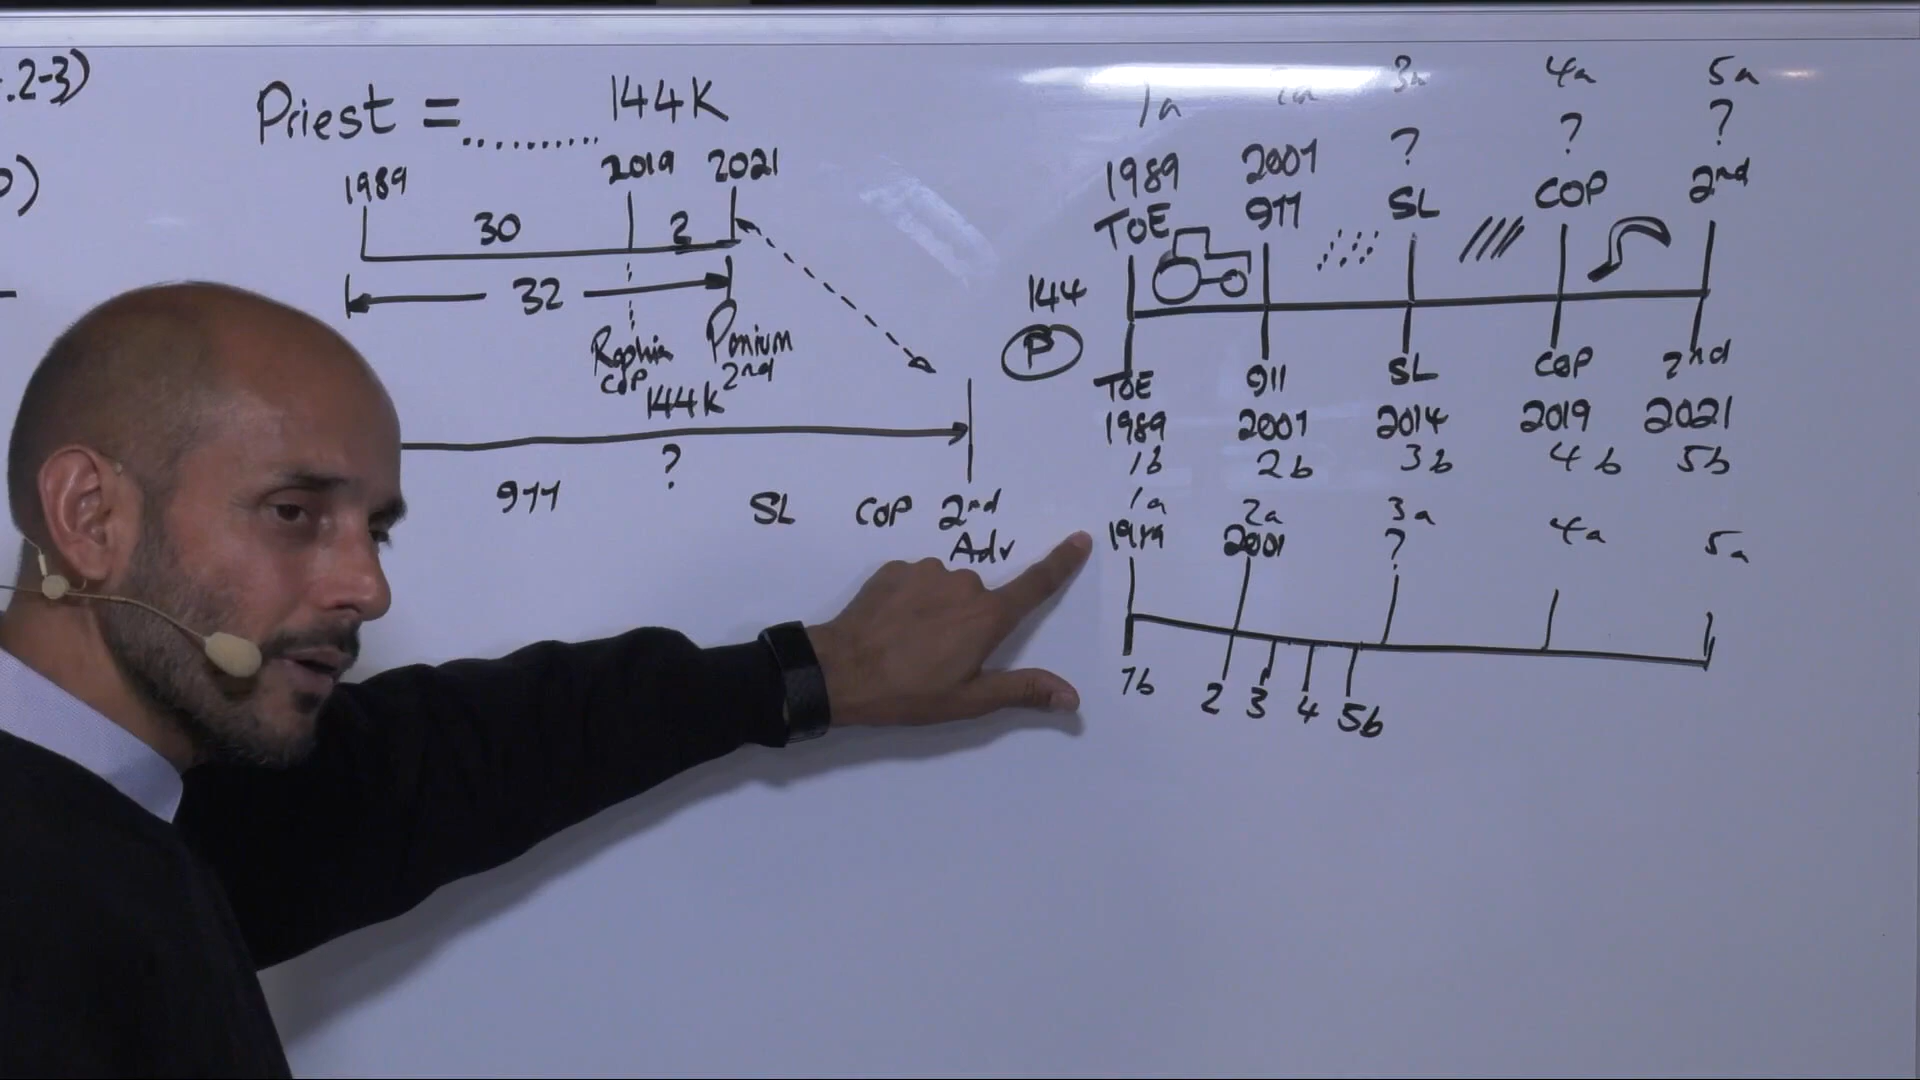 .2-3)
Priest = .......... 144K
1989 2019 2021
30 2
32
Raphia Panium
COP 2nd
144K
?
911 SL COP 2nd
Adv
1a 3a 4a 5a
? ? ?
1989 2001 COP 2nd
TOE 911 SL
144
P
TOE 911 SL COP 2nd
1989 2001 2014 2019 2021
1b 2b 3b 4b 5b
1a 2a 3a 4a 5a
1989 2001 ?
1b 2 3 4 5b